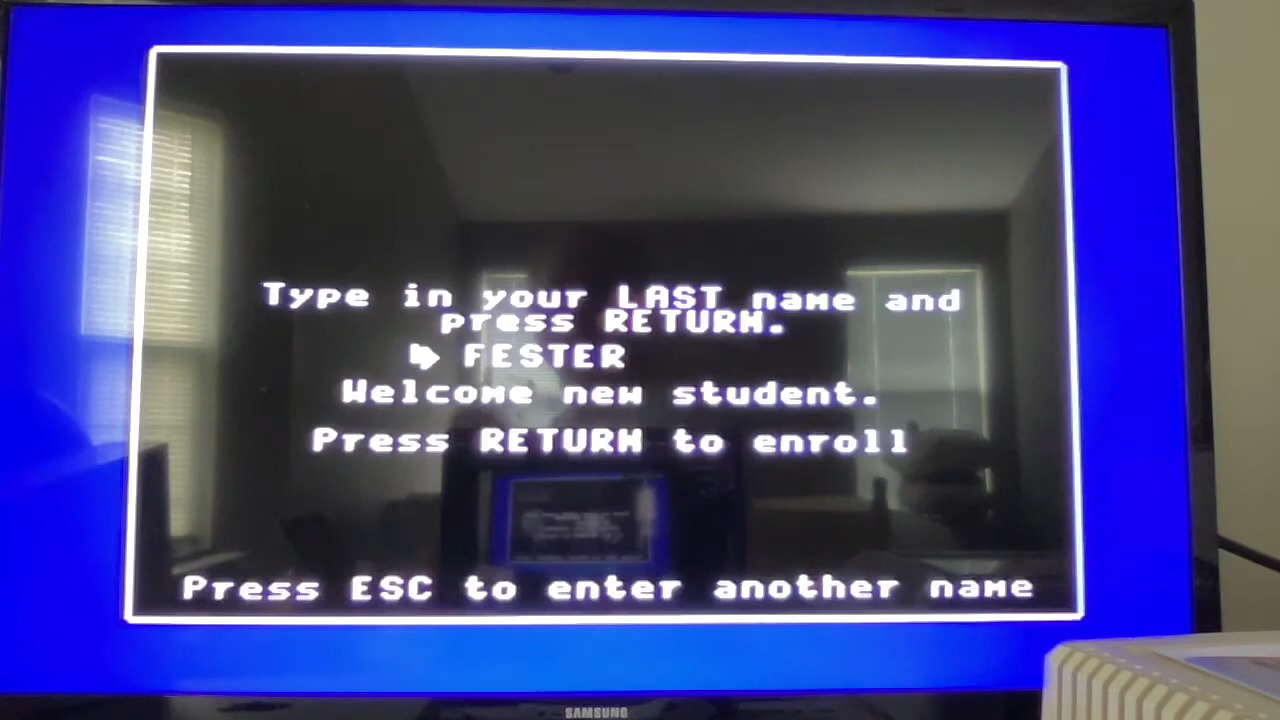 Type in your LAST name and
press RETURN.
FESTER
Welcome new student.
Press RETURN to enroll
Press ESC to enter another name
SAMSUNG